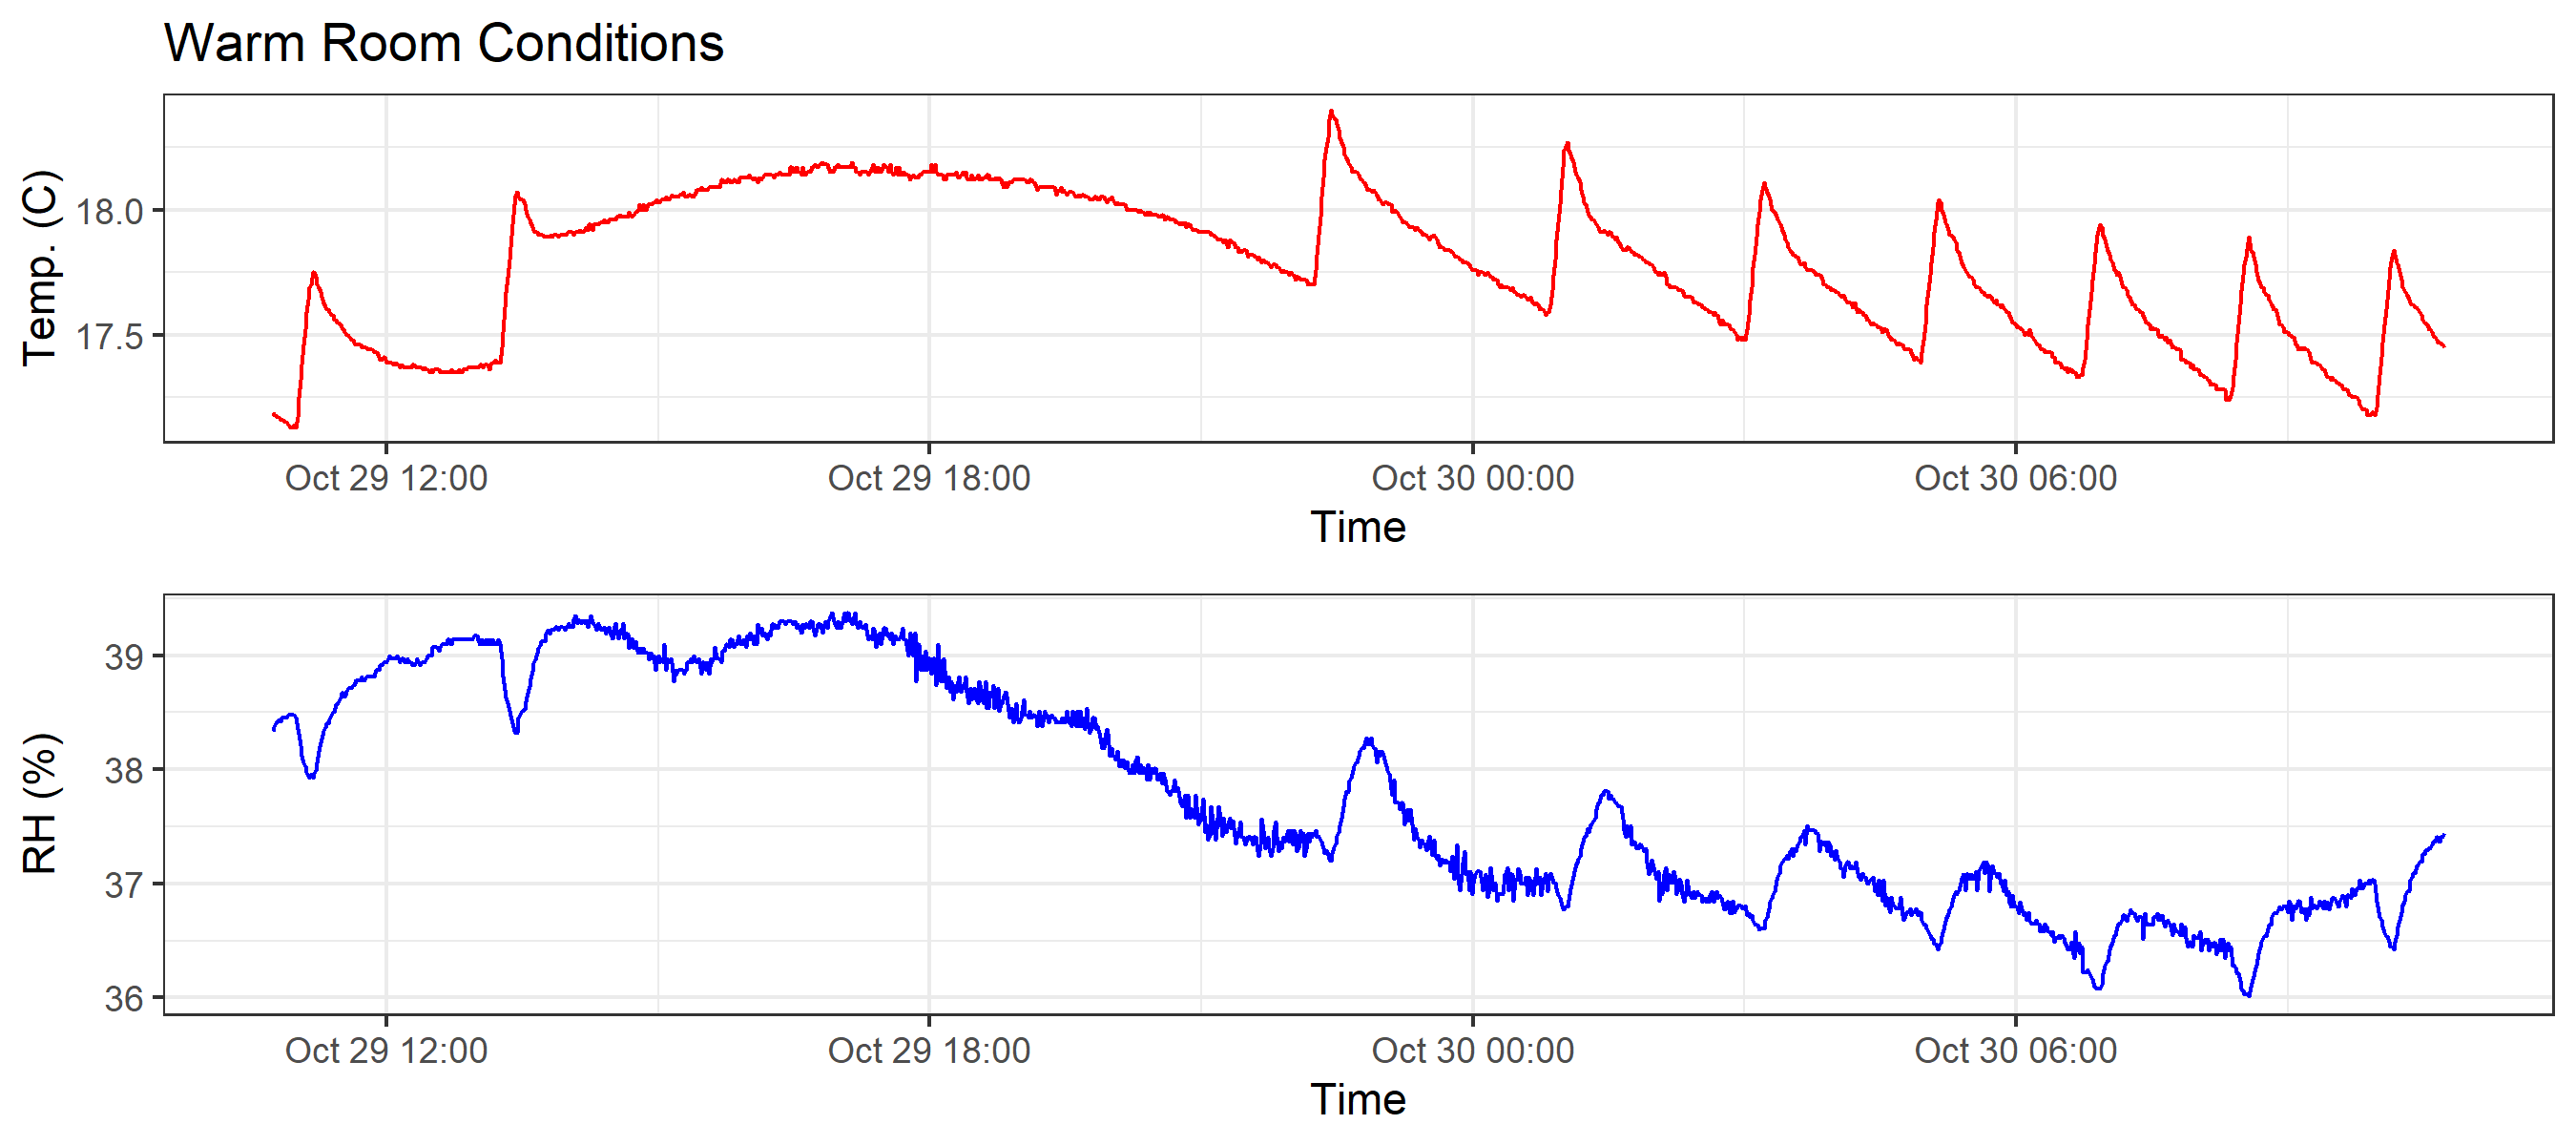 Warm Room Conditions
Temp. (C)
18.0
17.5
Oct 29 12:00 Oct 29 18:00 Oct 30 00:00 Oct 30 06:00
Time
RH (%)
39
38
37
36
Oct 29 12:00 Oct 29 18:00 Oct 30 00:00 Oct 30 06:00
Time